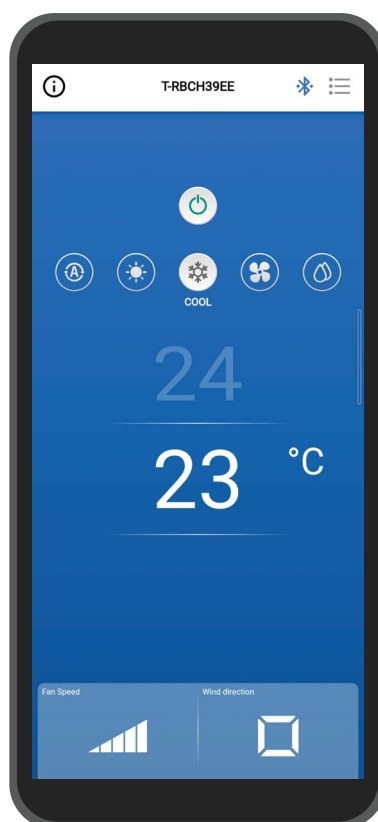 T-RBCH39EE
A
COOL
24
23 °C
Fan Speed Wind direction